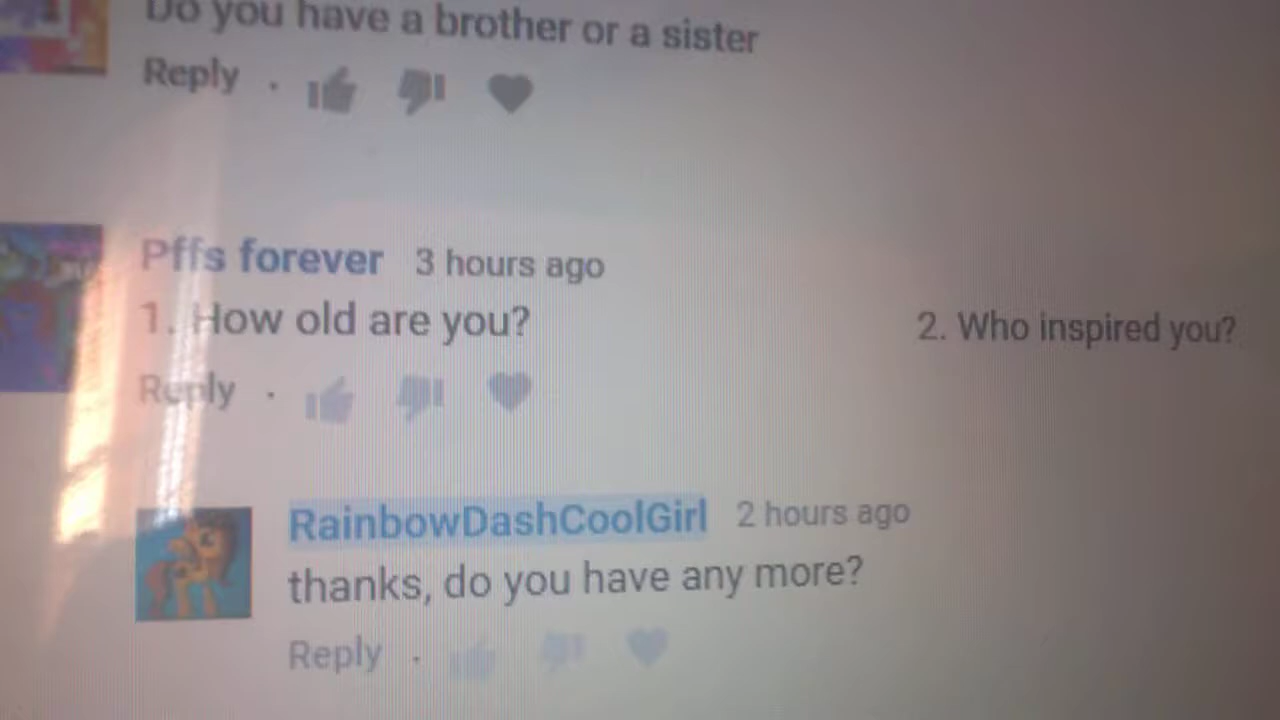 Do you have a brother or a sister
Reply ·
Pffs forever 3 hours ago
1. How old are you? 2. Who inspired you?
Reply ·
RainbowDashCoolGirl 2 hours ago
thanks, do you have any more?
Reply ·